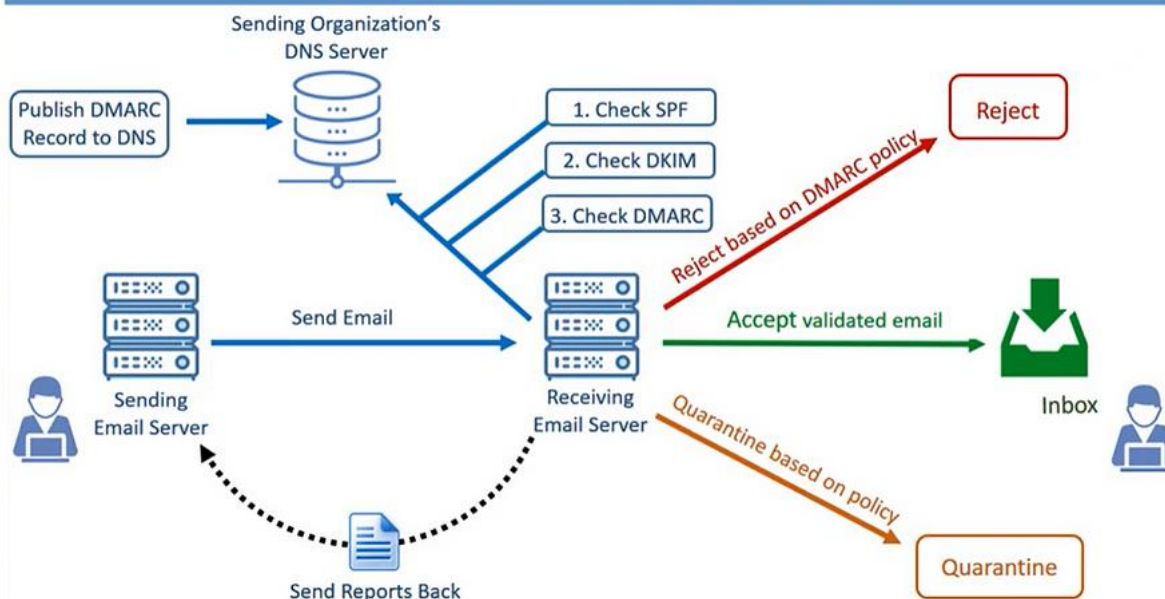 Sending Organization's
DNS Server
Publish DMARC
Record to DNS
1. Check SPF
2. Check DKIM
3. Check DMARC
Reject
Reject based on DMARC policy
Send Email
Accept validated email
Sending
Email Server
Receiving
Email Server
Inbox
Quarantine based on policy
Quarantine
Send Reports Back